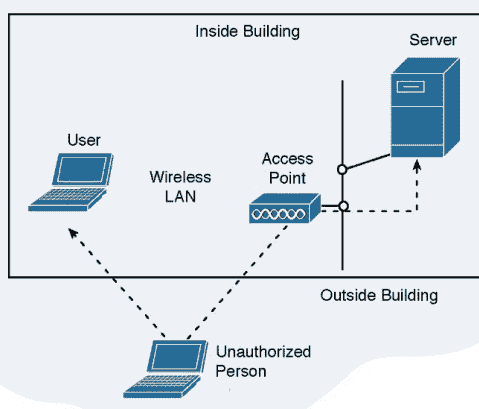 Inside Building
Server
User
Access
Point
Wireless
LAN
Outside Building
Unauthorized
Person